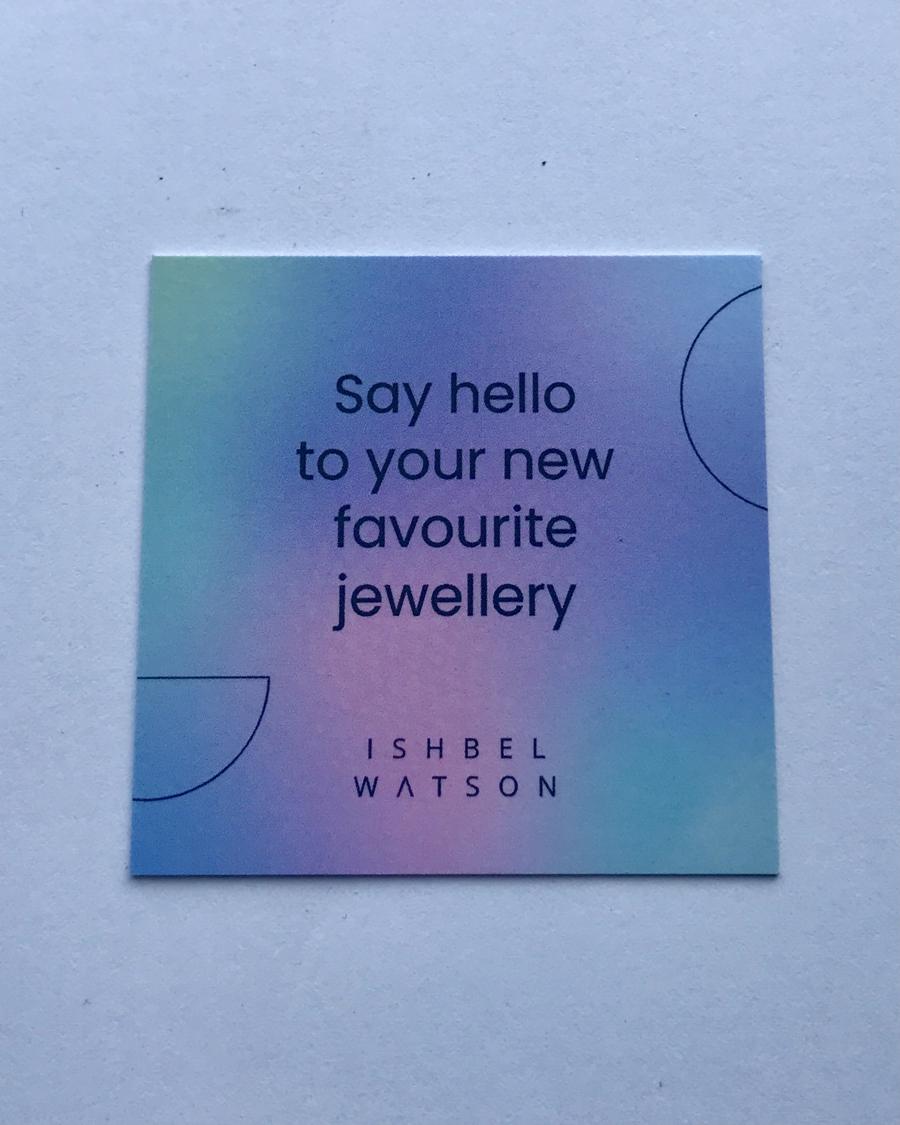 Say hello
to your new
favourite
jewellery
ISHBEL
WATSON